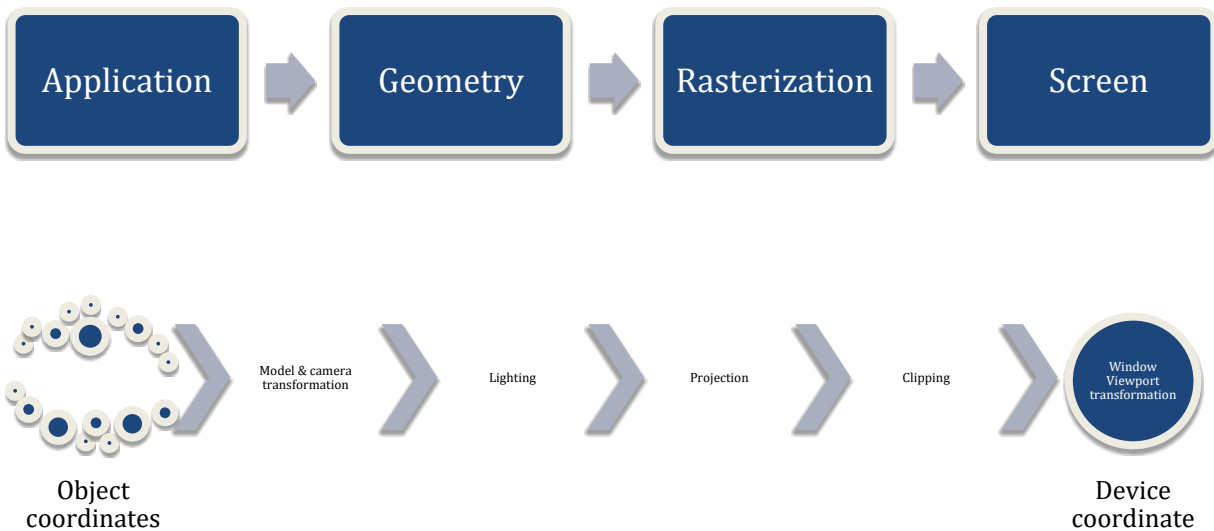 Application
Geometry
Rasterization
Screen
Model & camera
transformation
Lighting
Projection
Clipping
Window
Viewport
transformation
Object
coordinates
Device
coordinate